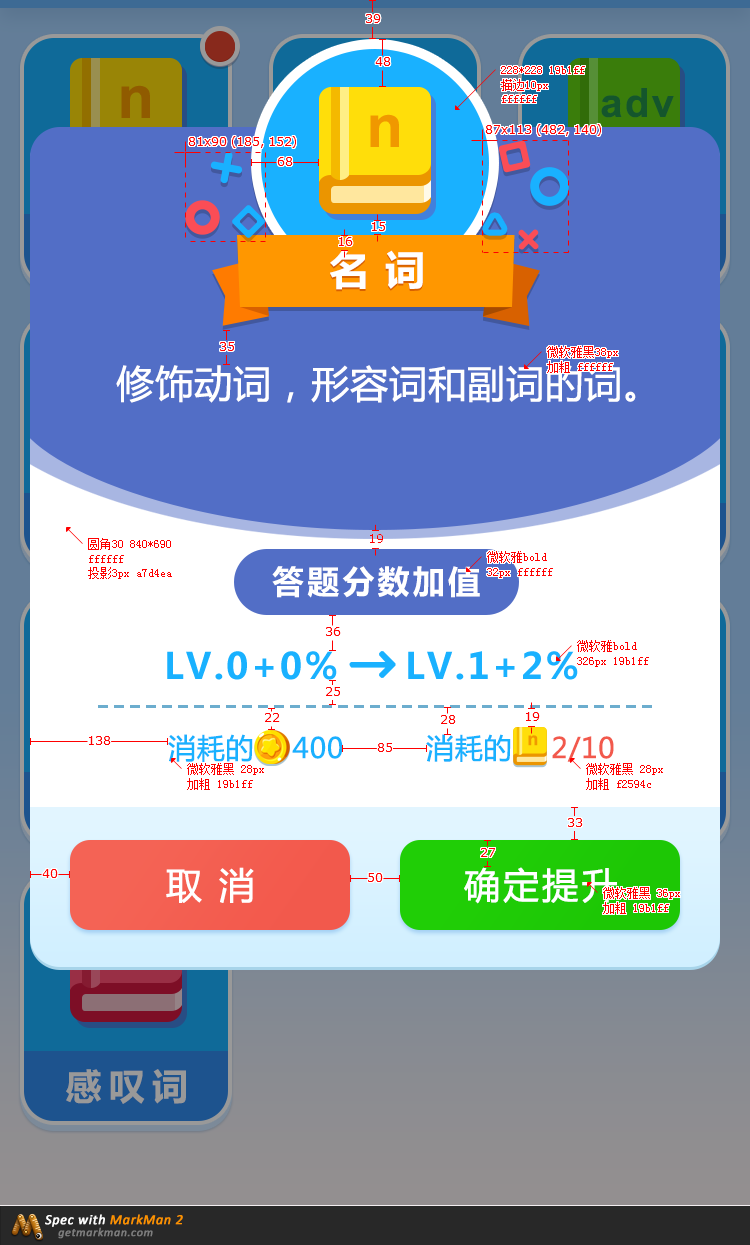 39
48
228*228 19b1ff
描边10px
ffffff
n
n
adv
81x90 (185, 152)
87x113 (482, 140)
68
15
16
名 词
35
微软雅黑38px
加粗 ffffff
修饰动词，形容词和副词的词。
19
圆角30 840*690
ffffff
投影3px a7d4ea
微软雅bold
32px ffffff
答题分数加值
36
微软雅bold
326px 19b1ff
LV.0+0% → LV.1+2%
25
22
28
19
138
消耗的 400
85
消耗的 n 2/10
微软雅黑 28px
加粗 19b1ff
微软雅黑 28px
加粗 f2594c
33
27
40
取 消
50
确定提升
微软雅黑 36px
加粗 19b1ff
感叹词
Spec with MarkMan 2
getmarkman.com